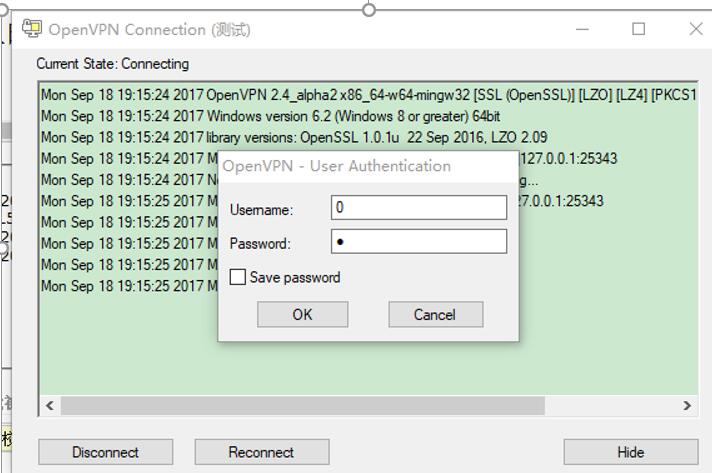 OpenVPN Connection (测试)
Current State: Connecting
Mon Sep 18 19:15:24 2017 OpenVPN 2.4_alpha2 x86_64-w64-mingw32 [SSL (OpenSSL)] [LZO] [LZ4] [PKCS1
Mon Sep 18 19:15:24 2017 Windows version 6.2 (Windows 8 or greater) 64bit
Mon Sep 18 19:15:24 2017 library versions: OpenSSL 1.0.1u 22 Sep 2016, LZO 2.09
Mon Sep 18 19:15:24 2017 M 127.0.0.1:25343
Mon Sep 18 19:15:24 2017 Ne g...
Mon Sep 18 19:15:25 2017 M 27.0.0.1:25343
Mon Sep 18 19:15:25 2017 M
Mon Sep 18 19:15:25 2017 M
Mon Sep 18 19:15:25 2017 M
Mon Sep 18 19:15:25 2017 M
OpenVPN - User Authentication
Username: 0
Password: ●
Save password
OK Cancel
Disconnect Reconnect Hide